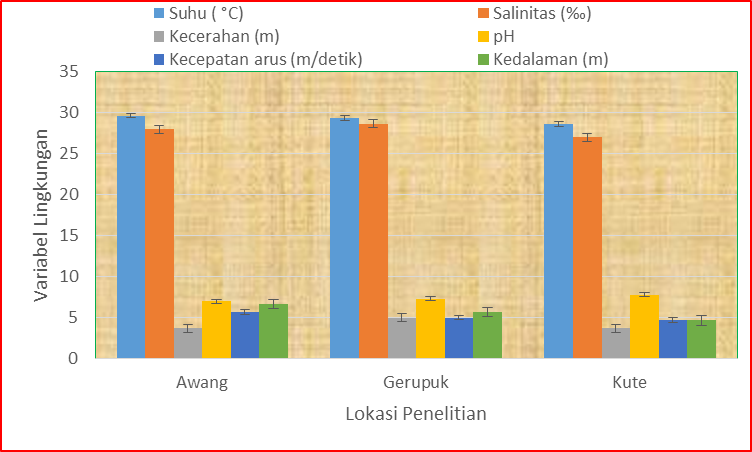 Suhu ( °C) Salinitas (‰)
Kecerahan (m) pH
Kecepatan arus (m/detik) Kedalaman (m)
35
30
25
20
15
10
5
0
Variabel Lingkungan
Awang Gerupuk Kute
Lokasi Penelitian